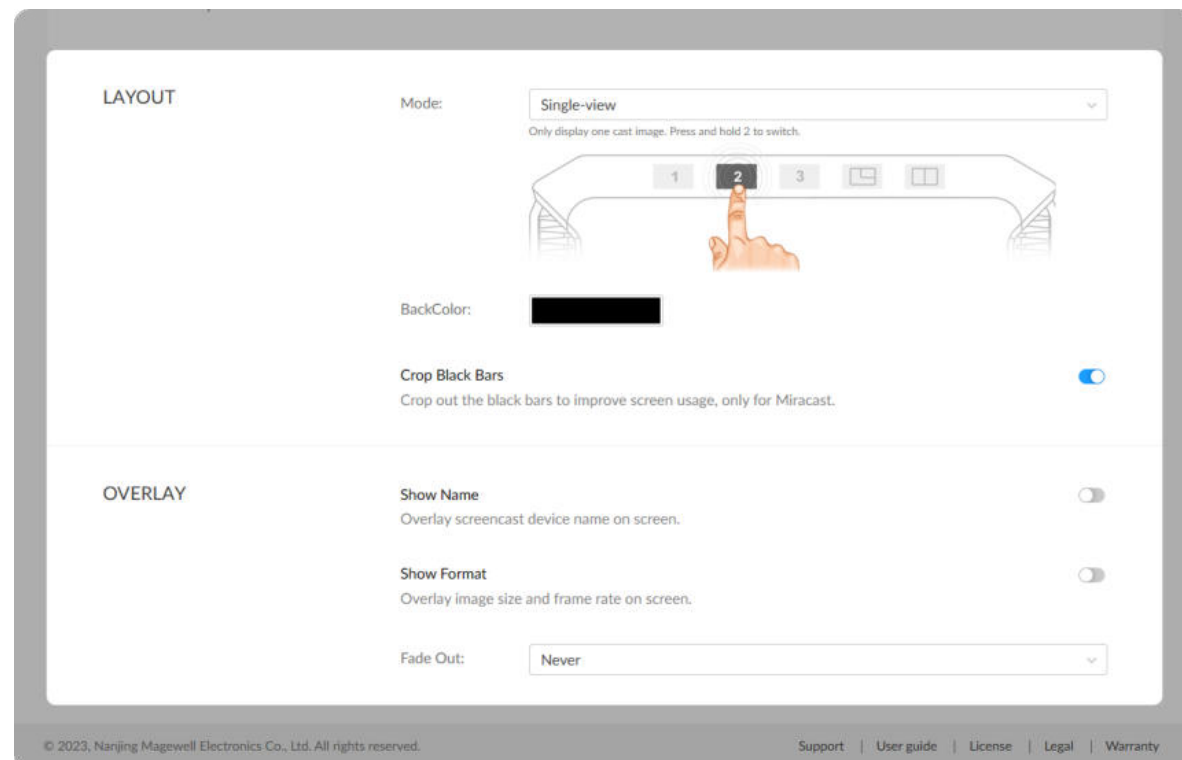 LAYOUT
Mode:
Single-view
Only display one cast image. Press and hold 2 to switch.
1
2
3
BackColor:
Crop Black Bars
Crop out the black bars to improve screen usage, only for Miracast.
OVERLAY
Show Name
Overlay screencast device name on screen.
Show Format
Overlay image size and frame rate on screen.
Fade Out:
Never
© 2023, Nanjing Magewell Electronics Co., Ltd. All rights reserved.
Support | User guide | License | Legal | Warranty